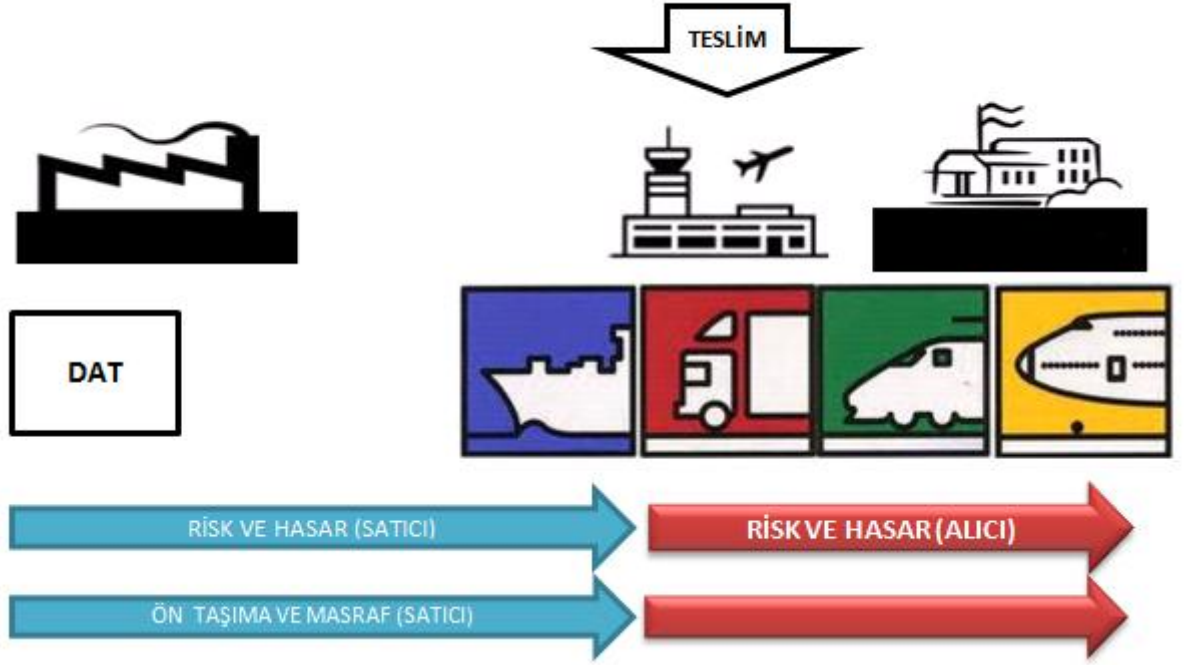 TESLİM
DAT
RİSK VE HASAR (SATICI)
RİSK VE HASAR (ALICI)
ÖN TAŞIMA VE MASRAF (SATICI)